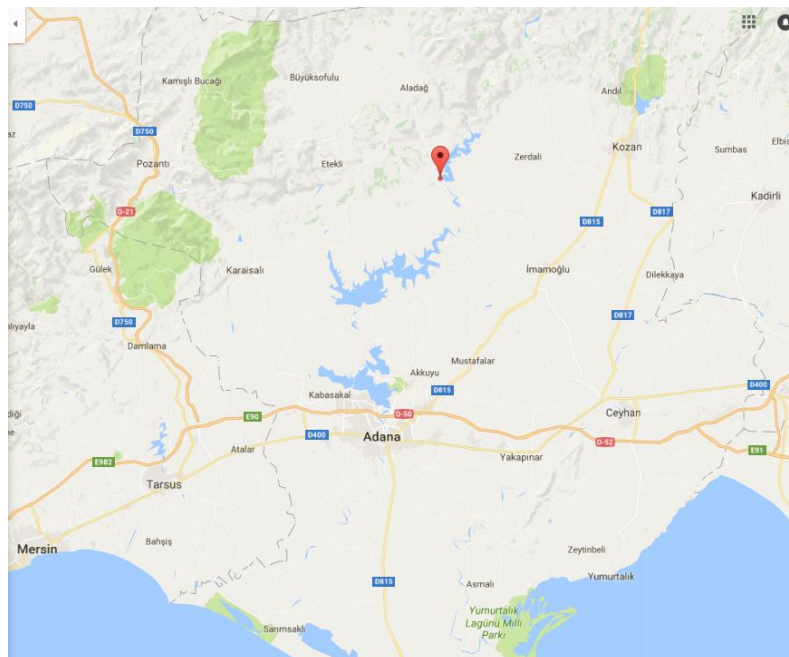 Kamışlı Bucağı
Büyüksofulu
Aladağ
Andıl
D750
D750
Pozantı
Etekli
Zerdali
Kozan
Sumbas
Elbis
Kadirli
O-21
D815
D817
Gülek
Karaisalı
İmamoğlu
Dilekkaya
D750
D817
Damlama
Mustafalar
Akkuyu
Kabasakal
D815
D400
E90
O-50
Ceyhan
D400
Adana
O-52
E91
Atalar
Yakapınar
E982
Tarsus
Mersin
Bahşiş
Zeytinbeli
D815
Asmalı
Yumurtalık
Yumurtalık
Lagünü Milli
Parkı
Sarımsaklı